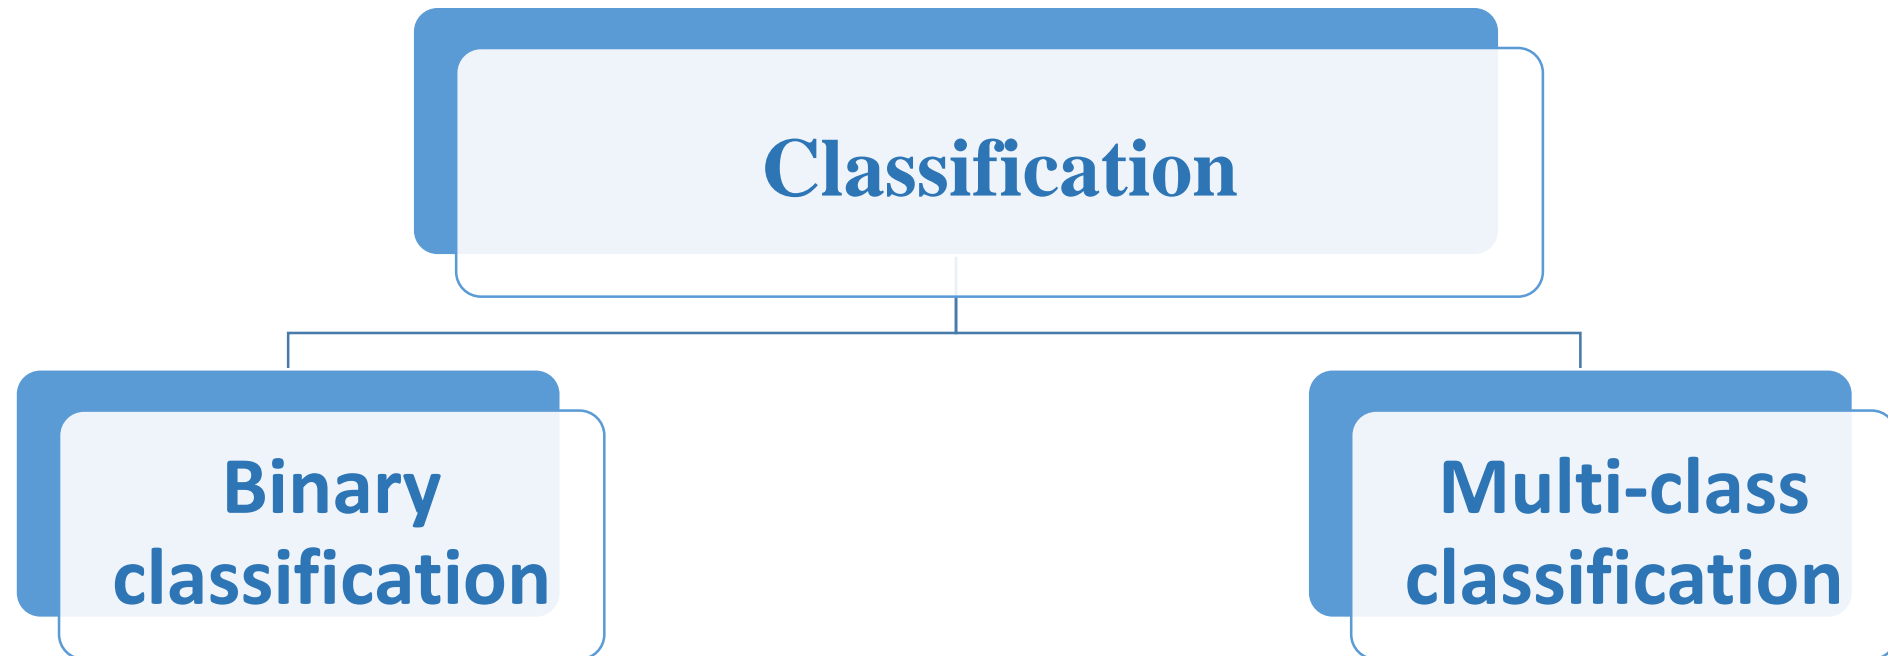 Classification
Binary
classification
Multi-class
classification